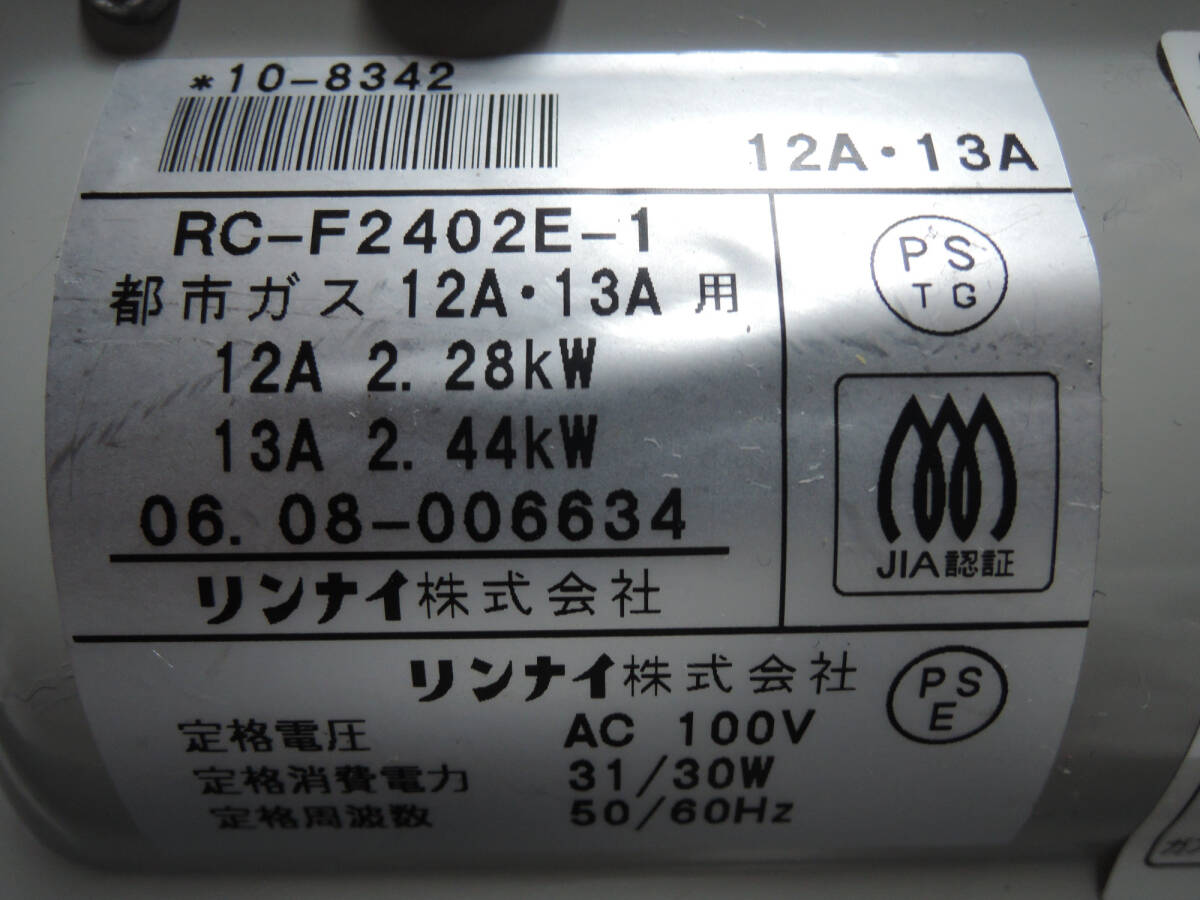 *10-8342
12A・13A
RC-F2402E-1
都市ガス 12A・13A 用
12A 2.28kW
13A 2.44kW
06.08-006634
リンナイ株式会社
PS
TG
JIA認証
リンナイ株式会社
PS
E
定格電圧 AC 100V
定格消費電力 31/30W
定格周波数 50/60Hz